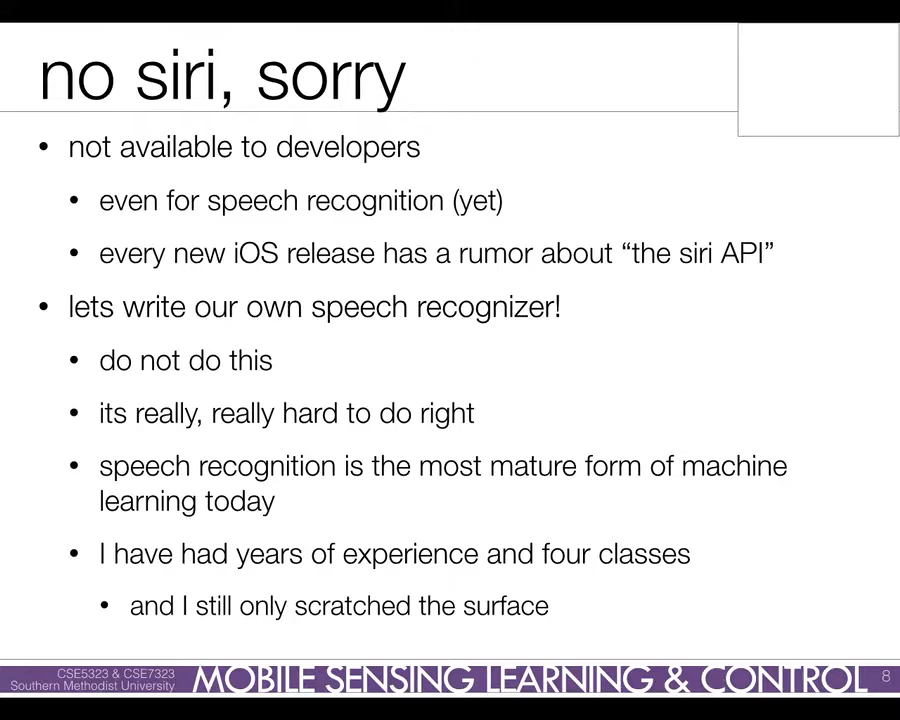 no siri, sorry
• not available to developers
• even for speech recognition (yet)
• every new iOS release has a rumor about “the siri API”
• lets write our own speech recognizer!
• do not do this
• its really, really hard to do right
• speech recognition is the most mature form of machine
learning today
• I have had years of experience and four classes
• and I still only scratched the surface
CSE5323 & CSE7323
Southern Methodist University
MOBILE SENSING LEARNING & CONTROL
8